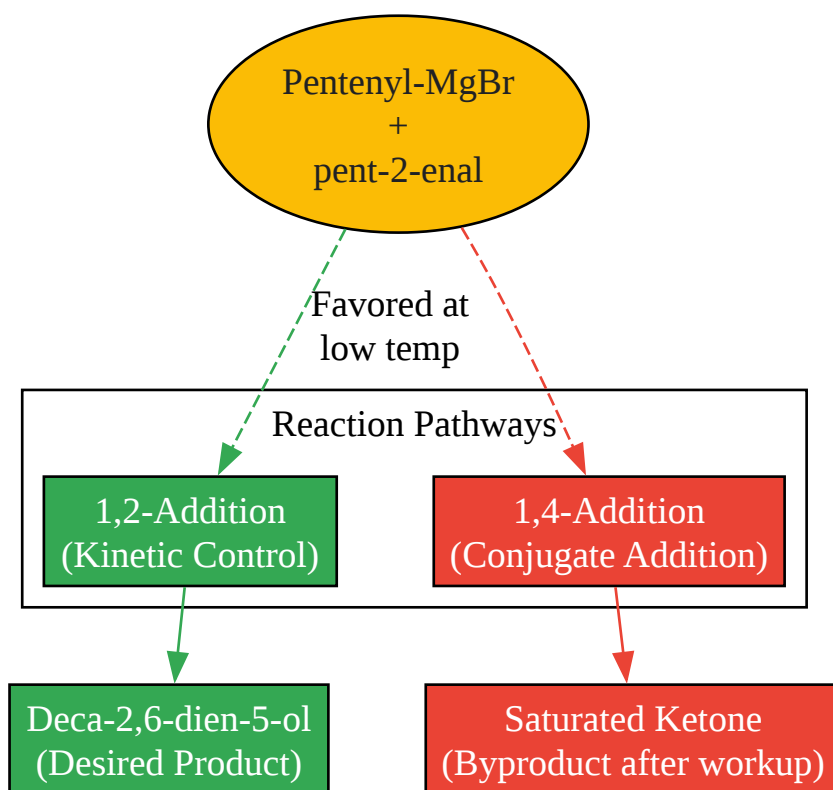 Pentenyl-MgBr
+
pent-2-enal
Favored at
low temp
Reaction Pathways
1,2-Addition
(Kinetic Control)
1,4-Addition
(Conjugate Addition)
Deca-2,6-dien-5-ol
(Desired Product)
Saturated Ketone
(Byproduct after workup)